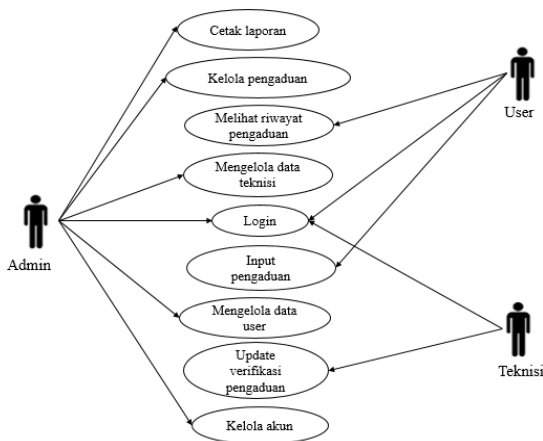 Cetak laporan
Kelola pengaduan
Melihat riwayat
pengaduan
User
Mengelola data
teknisi
Login
Admin
Input
pengaduan
Mengelola data
user
Update
verifikasi
pengaduan
Teknisi
Kelola akun